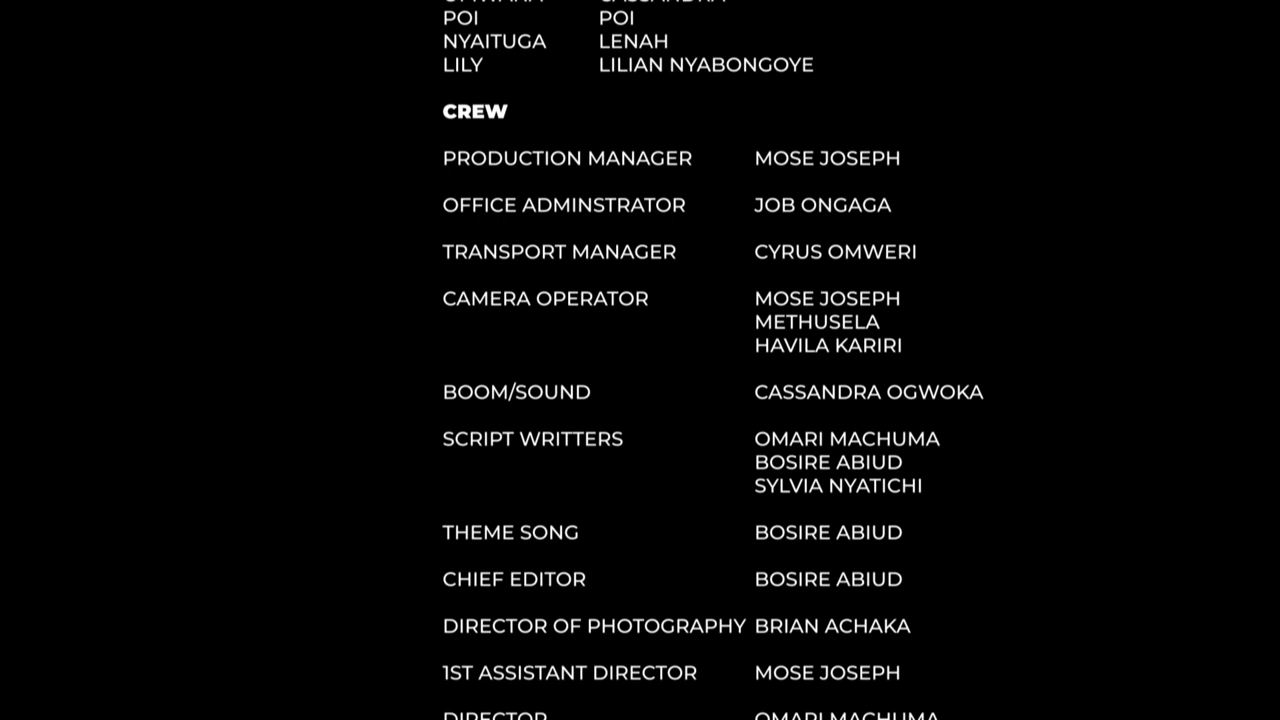 POI POI
NYAITUGA LENAH
LILY LILIAN NYABONGOYE
CREW
PRODUCTION MANAGER MOSE JOSEPH
OFFICE ADMINSTRATOR JOB ONGAGA
TRANSPORT MANAGER CYRUS OMWERI
CAMERA OPERATOR MOSE JOSEPH
METHUSELA
HAVILA KARIRI
BOOM/SOUND CASSANDRA OGWOKA
SCRIPT WRITTERS OMARI MACHUMA
BOSIRE ABIUD
SYLVIA NYATICHI
THEME SONG BOSIRE ABIUD
CHIEF EDITOR BOSIRE ABIUD
DIRECTOR OF PHOTOGRAPHY BRIAN ACHAKA
1ST ASSISTANT DIRECTOR MOSE JOSEPH
DIRECTOR OMARI MACHUMA